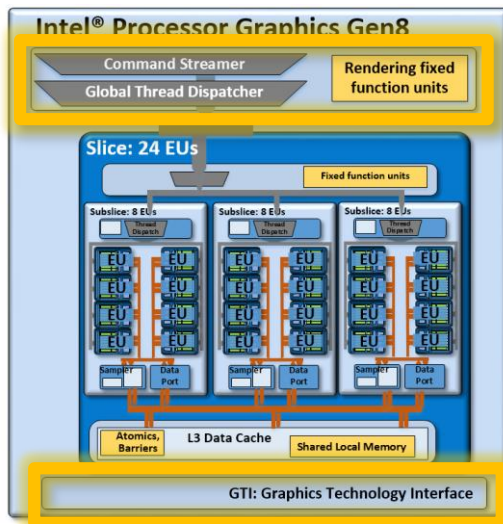 Intel® Processor Graphics Gen8
Command Streamer
Global Thread Dispatcher
Rendering fixed
function units
Slice: 24 EUs
Fixed function units
Subslice: 8 EUs
Thread
Dispatch
EU EU
EU EU
EU EU
EU EU
Sampler
Data
Port
Subslice: 8 EUs
Thread
Dispatch
EU EU
EU EU
EU EU
EU EU
Sampler
Data
Port
Subslice: 8 EUs
Thread
Dispatch
EU EU
EU EU
EU EU
EU EU
Sampler
Data
Port
Atomics,
Barriers
L3 Data Cache
Shared Local Memory
GTI: Graphics Technology Interface